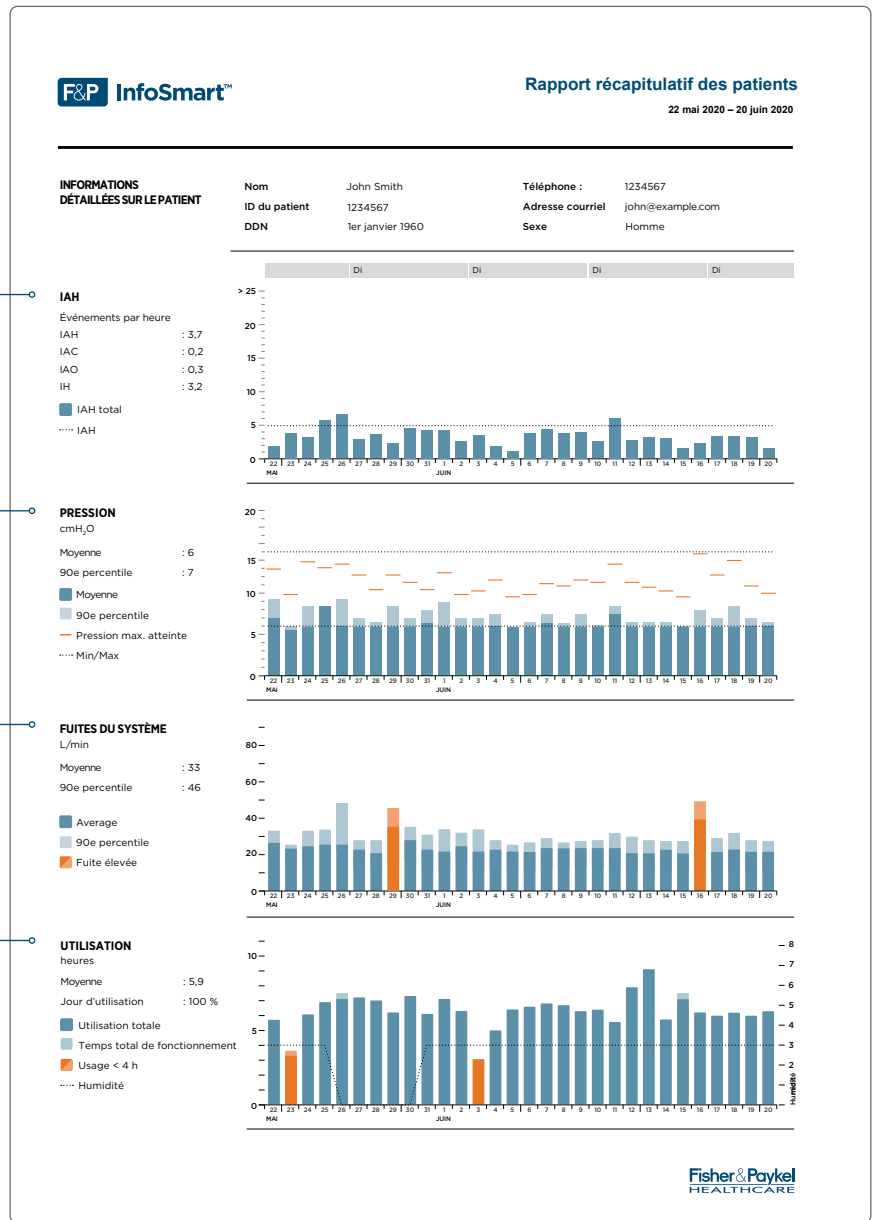 F&P InfoSmart™
Rapport récapitulatif des patients
22 mai 2020 – 20 juin 2020
INFORMATIONS
DÉTAILLÉES SUR LE PATIENT
Nom John Smith Téléphone : 1234567
ID du patient 1234567 Adresse courriel john@example.com
DDN 1er janvier 1960 Sexe Homme
Di Di Di Di
IAH
Événements par heure
IAH : 3,7
IAC : 0,2
IAO : 0,3
IH : 3,2
IAH total
IAH
> 25
20
15
10
5
0
22 23 24 25 26 27 28 29 30 31 1 2 3 4 5 6 7 8 9 10 11 12 13 14 15 16 17 18 19 20
MAI JUIN
PRESSION
cmH₂O
Moyenne : 6
90e percentile : 7
Moyenne
90e percentile
Pression max. atteinte
Min/Max
20
15
10
5
0
22 23 24 25 26 27 28 29 30 31 1 2 3 4 5 6 7 8 9 10 11 12 13 14 15 16 17 18 19 20
MAI JUIN
FUITES DU SYSTÈME
L/min
Moyenne : 33
90e percentile : 46
Average
90e percentile
Fuite élevée
80
60
40
20
0
22 23 24 25 26 27 28 29 30 31 1 2 3 4 5 6 7 8 9 10 11 12 13 14 15 16 17 18 19 20
MAI JUIN
UTILISATION
heures
Moyenne : 5,9
Jour d'utilisation : 100 %
Utilisation totale
Temps total de fonctionnement
Usage < 4 h
Humidité
10
5
0
8
7
6
5
4
3
2
Humidité
22 23 24 25 26 27 28 29 30 31 1 2 3 4 5 6 7 8 9 10 11 12 13 14 15 16 17 18 19 20
MAI JUIN
Fisher & Paykel
HEALTHCARE